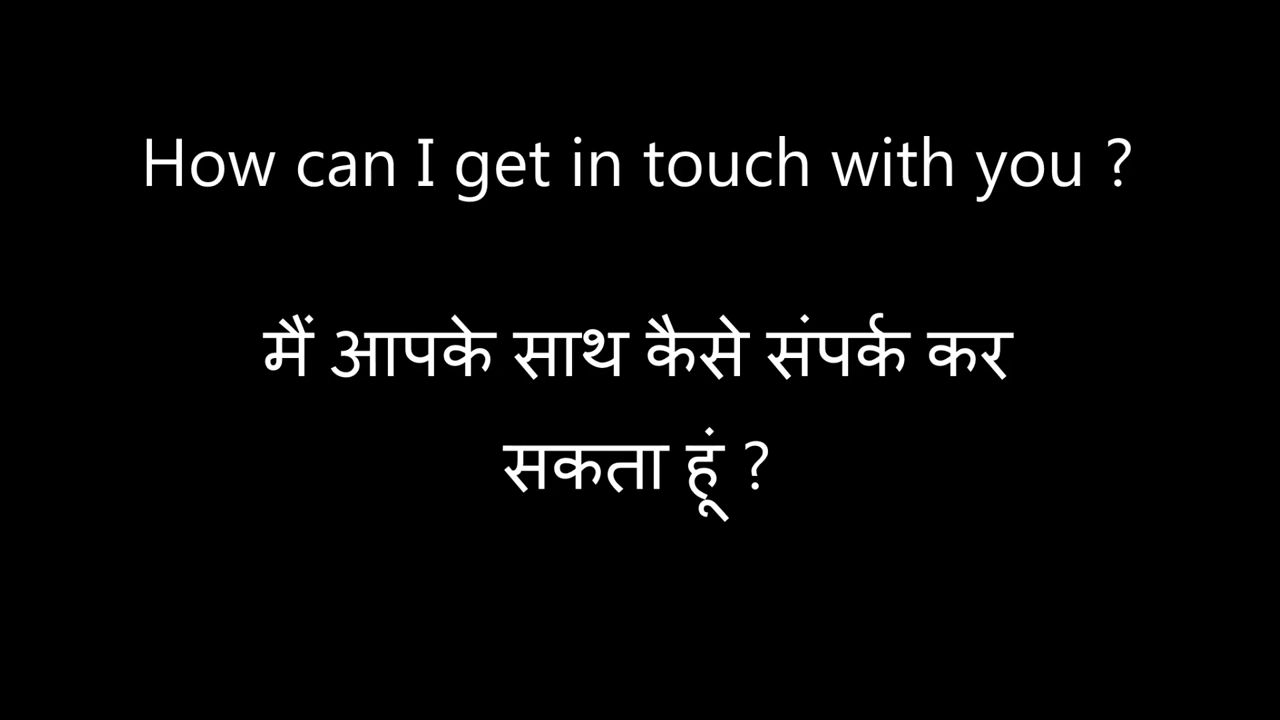 How can I get in touch with you ?
मैं आपके साथ कैसे संपर्क कर
सकता हूं ?